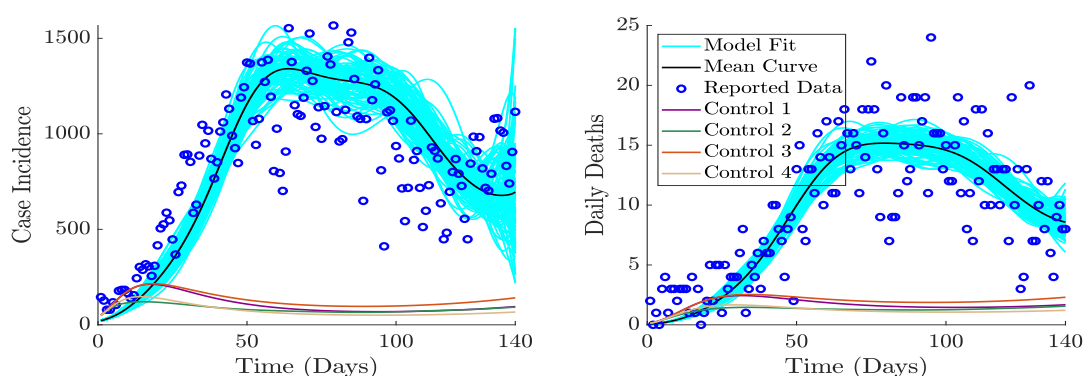 Case Incidence
1500
1000
500
0
0
50
100
140
Time (Days)
Daily Deaths
25
20
15
10
5
0
Model Fit
Mean Curve
Reported Data
Control 1
Control 2
Control 3
Control 4
0
50
100
140
Time (Days)